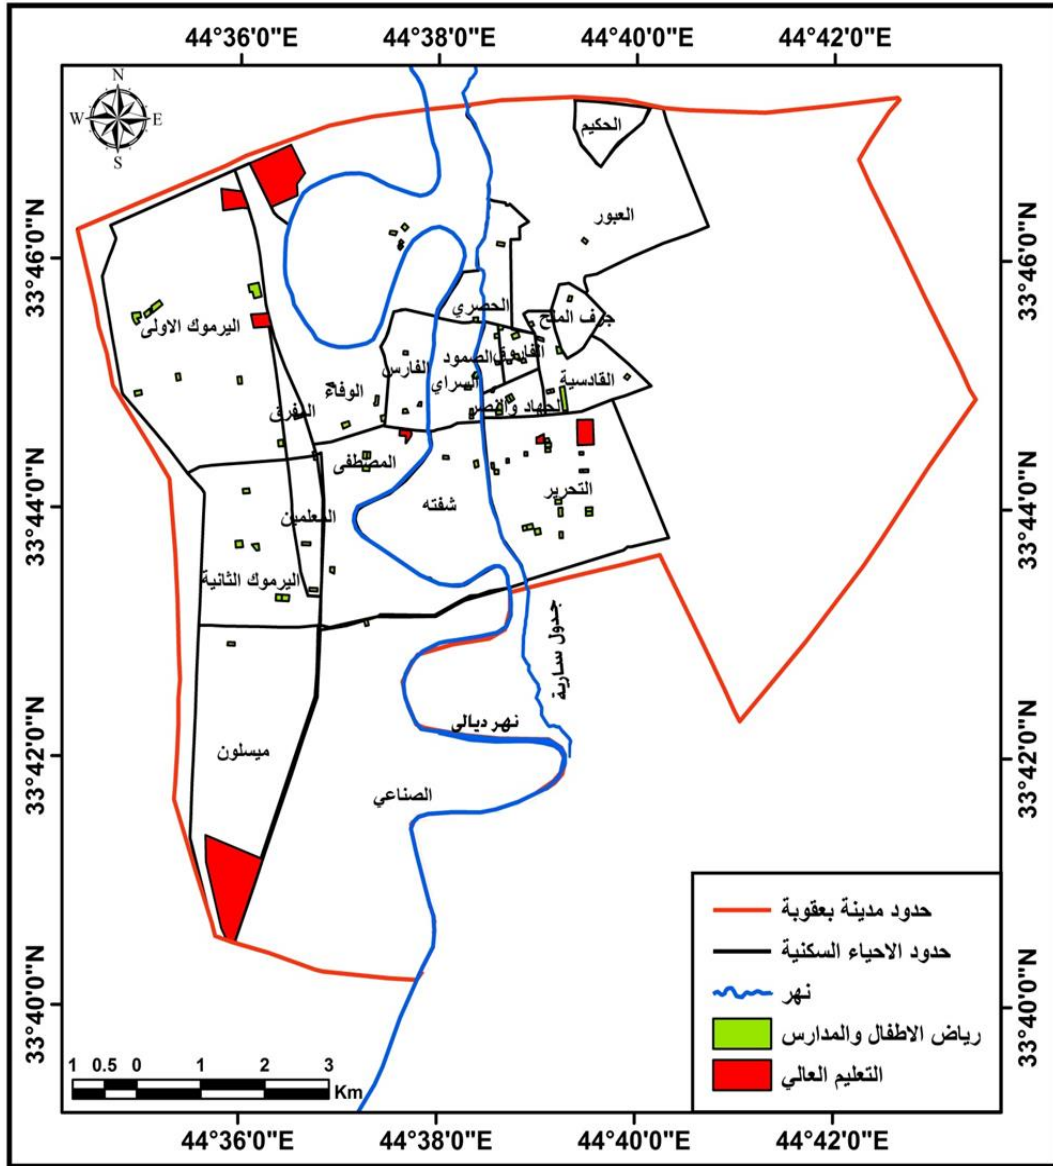 44°36'0"E 44°38'0"E 44°40'0"E 44°42'0"E
N
W E
S
الحكيم
العبور
33°46'0"N 33°46'0"N
الحصري
جرف الملح
اليرموك الاولى
الفاروق
الصمود
الفارس
السراي
القادسية
الوفاء
المفرق
الجهاد والنصر
المصطفى
33°44'0"N 33°44'0"N
شفته
التحرير
المعلمين
اليرموك الثانية
جدول سارية
نهر ديالى
33°42'0"N 33°42'0"N
ميسلون
الصناعي
حدود مدينة بعقوبة
حدود الاحياء السكنية
نهر
رياض الاطفال والمدارس
التعليم العالي
33°40'0"N 33°40'0"N
1 0.5 0 1 2 3
Km
44°36'0"E 44°38'0"E 44°40'0"E 44°42'0"E